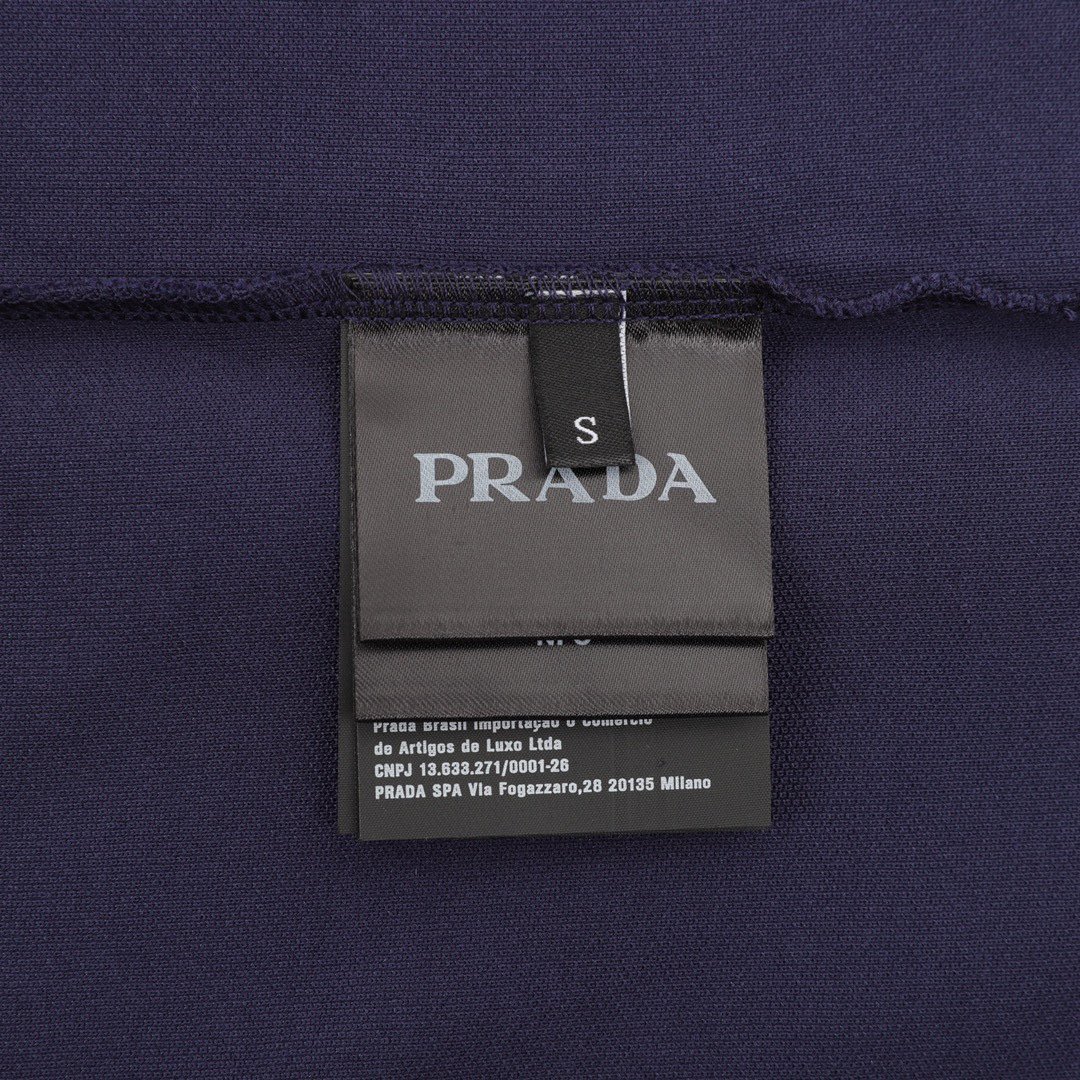 S
PRADA
Prada Brasil Importação
de Artigos de Luxo Ltda
CNPJ 13.633.271/0001-26
PRADA SPA Via Fogazzaro,28 20135 Milano